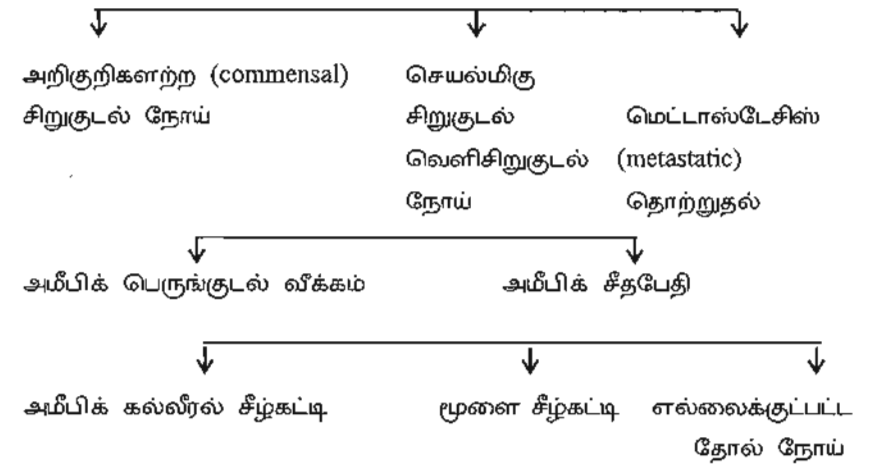 அறிகுறிகளற்ற (commensal) செயல்மிகு
சிறுகுடல் நோய் சிறுகுடல் மெட்டாஸ்டேசிஸ்
வெளிசிறுகுடல் (metastatic)
நோய் தொற்றுதல்
அமீபிக் பெருங்குடல் வீக்கம் அமீபிக் சீதபேதி
அமீபிக் கல்லீரல் சீழ்கட்டி மூளை சீழ்கட்டி எல்லைக்குட்பட்ட
தோல் நோய்